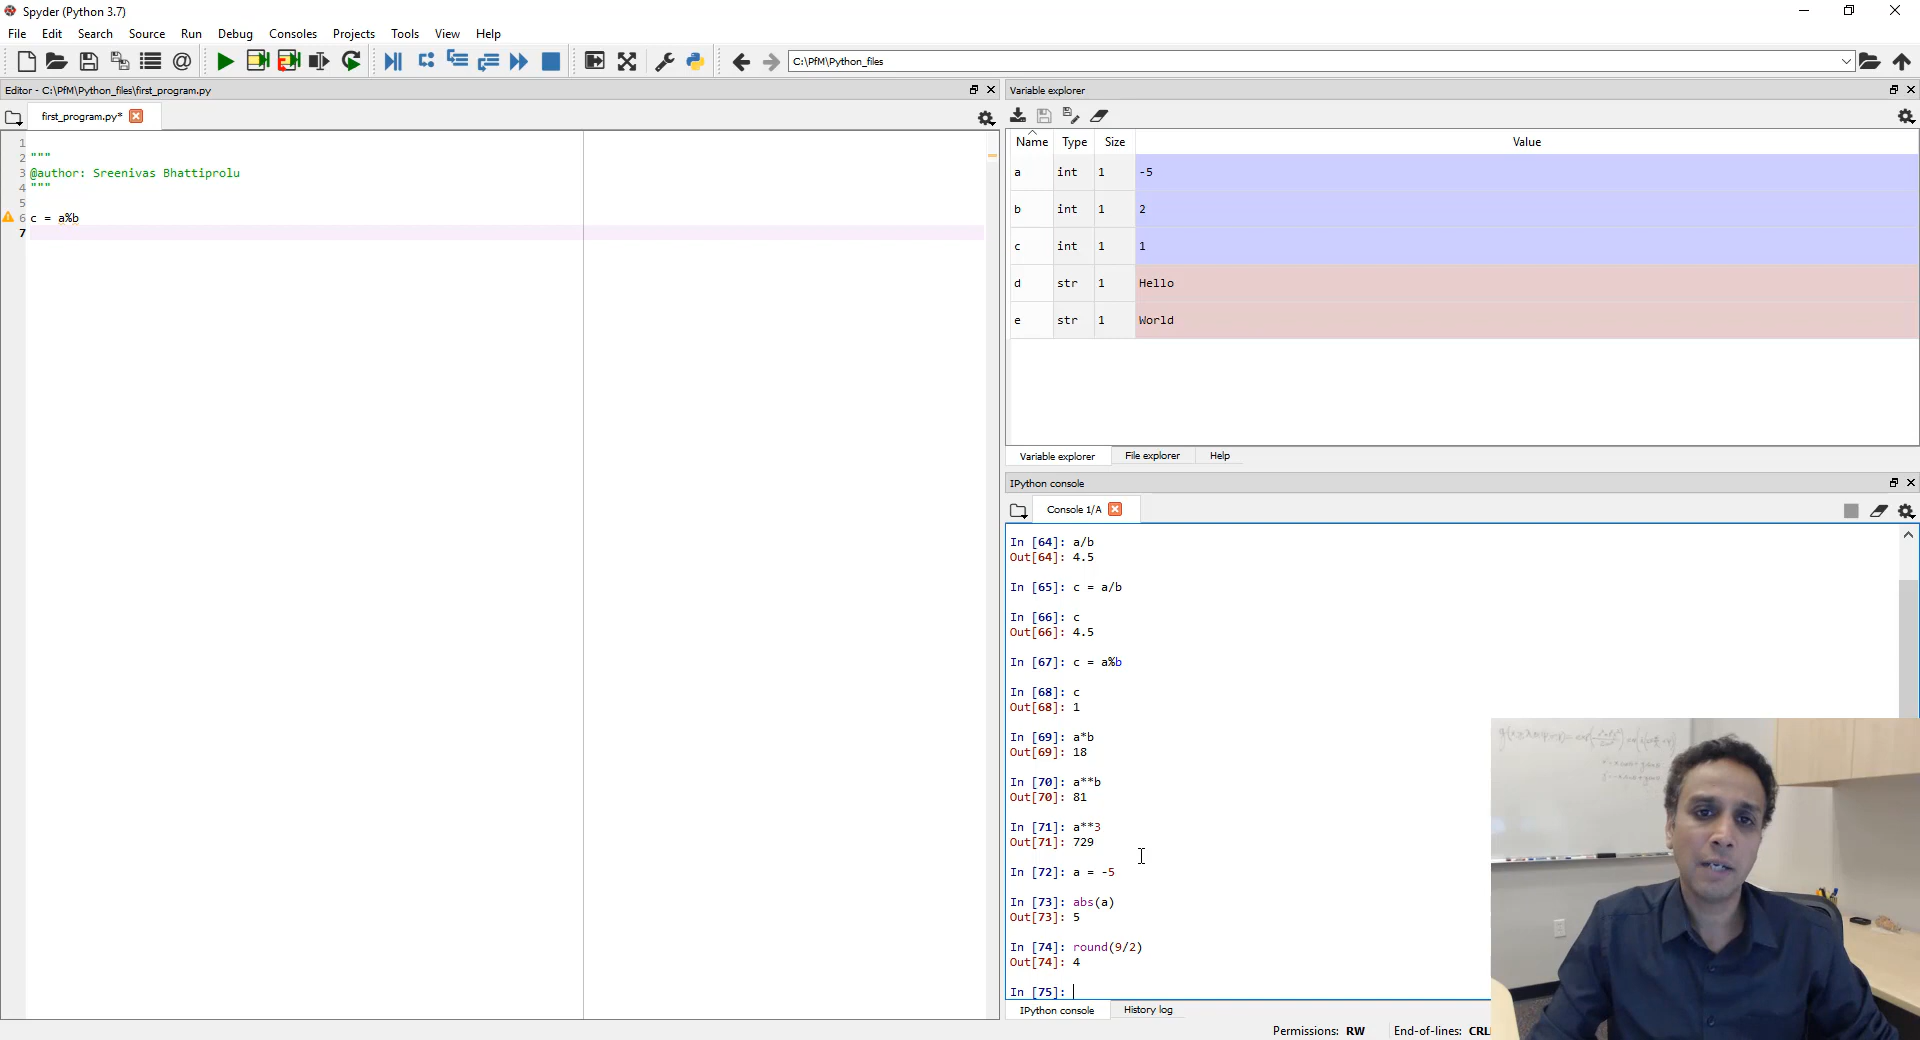 Spyder (Python 3.7)
File Edit Search Source Run Debug Consoles Projects Tools View Help
C:\PfM\Python_files
Editor - C:\PfM\Python_files\first_program.py
first_program.py*
1
2 """
3 @author: Sreenivas Bhattiprolu
4 """
5
6 c = a%b
7
Variable explorer
Name Type Size Value
a int 1 -5
b int 1 2
c int 1 1
d str 1 Hello
e str 1 World
Variable explorer File explorer Help
IPython console
Console 1/A
In [64]: a/b
Out[64]: 4.5
In [65]: c = a/b
In [66]: c
Out[66]: 4.5
In [67]: c = a%b
In [68]: c
Out[68]: 1
In [69]: a*b
Out[69]: 18
In [70]: a**b
Out[70]: 81
In [71]: a**3
Out[71]: 729
In [72]: a = -5
In [73]: abs(a)
Out[73]: 5
In [74]: round(9/2)
Out[74]: 4
In [75]:
IPython console History log
Permissions: RW End-of-lines: CRL